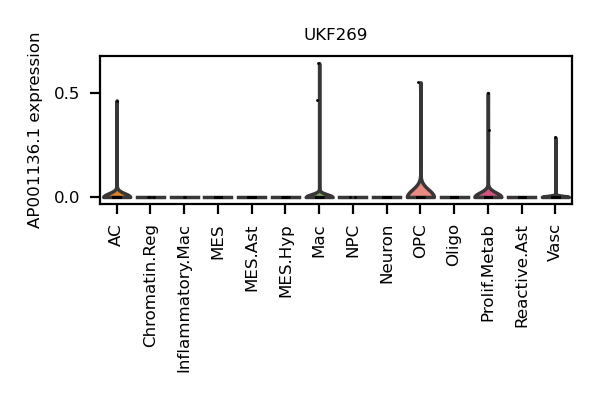 UKF269
AP001136.1 expression
0.5
0.0
AC
Chromatin.Reg
Inflammatory.Mac
MES
MES.Ast
MES.Hyp
Mac
NPC
Neuron
OPC
Oligo
Prolif.Metab
Reactive.Ast
Vasc